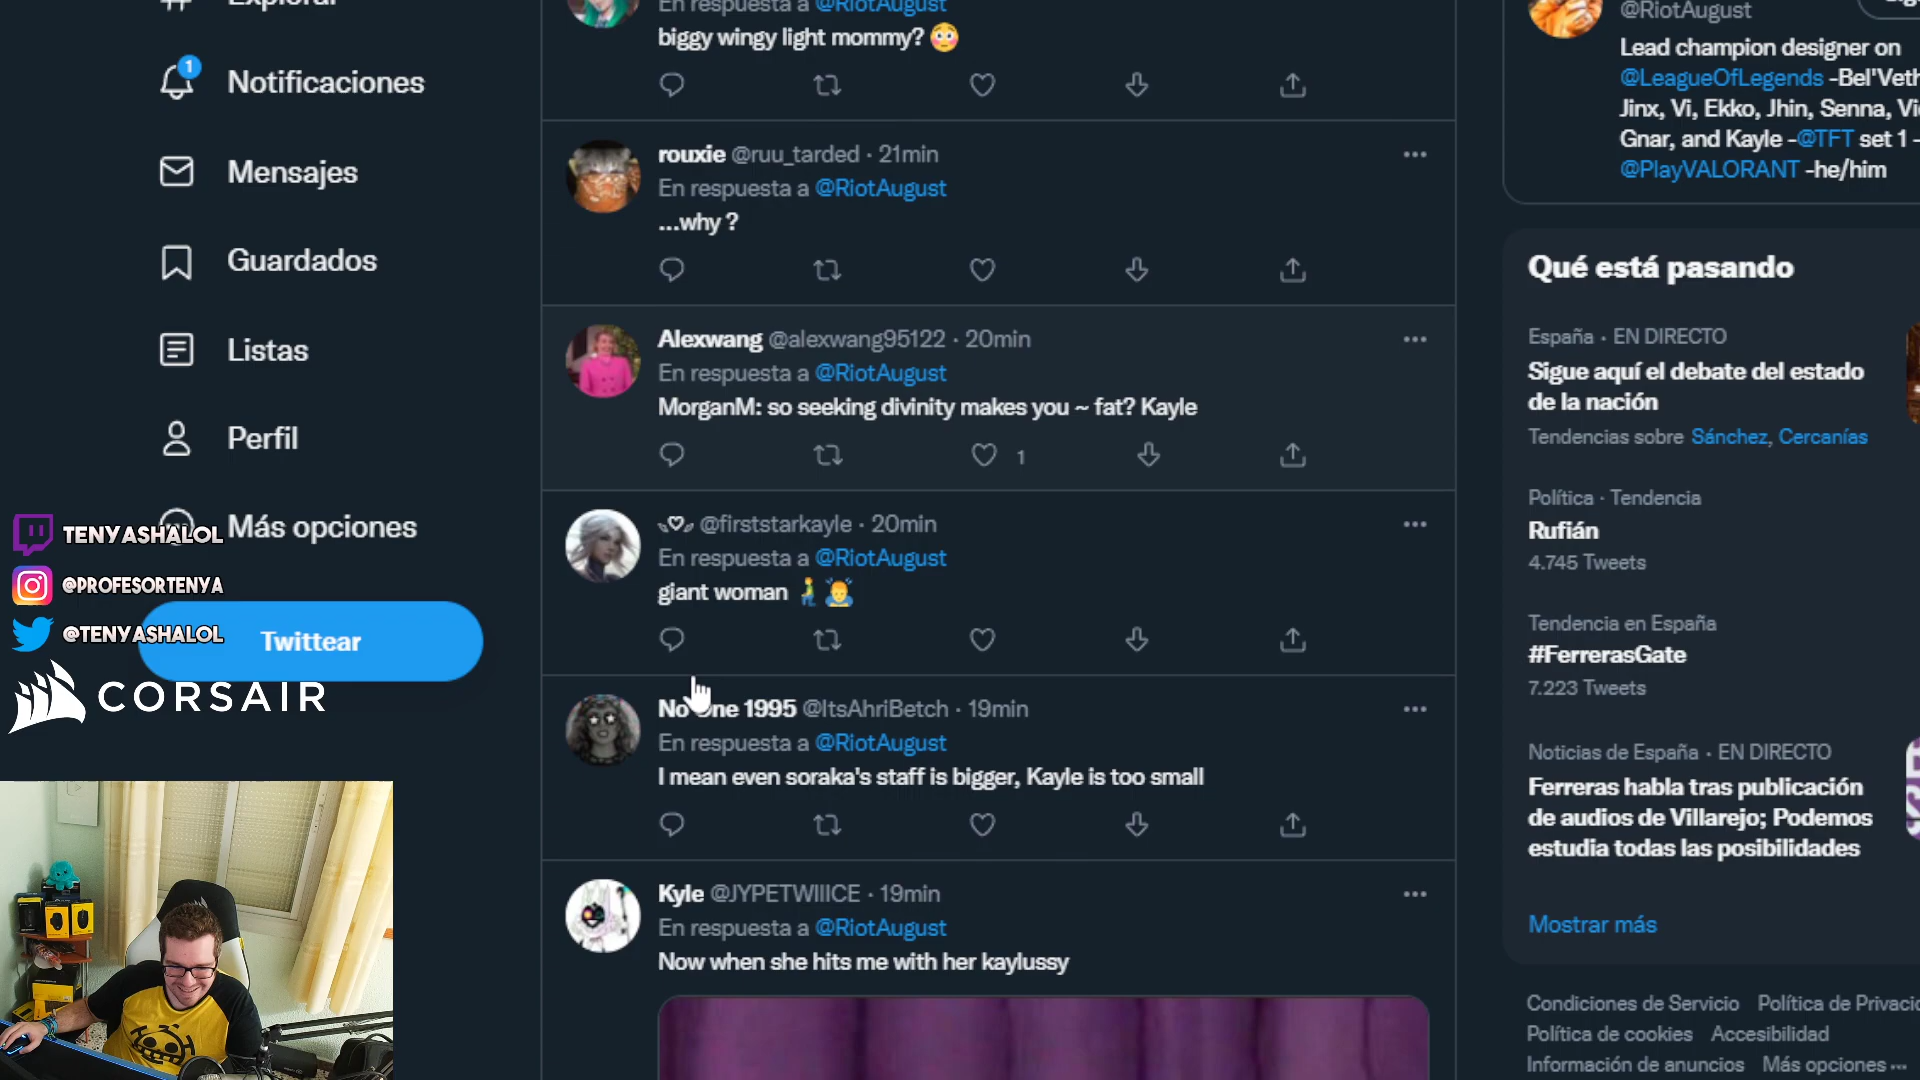 Explorar
1
Notificaciones
Mensajes
Guardados
Listas
Perfil
Más opciones
TENYASHALOL
@PROFESORTENYA
@TENYASHALOL
Twittear
CORSAIR
En respuesta a @RiotAugust
biggy wingy light mommy? 😳
rouxie @ruu_tarded · 21min
En respuesta a @RiotAugust
...why ?
Alexwang @alexwang95122 · 20min
En respuesta a @RiotAugust
MorganM: so seeking divinity makes you ~ fat? Kayle
1
@firststarkayle · 20min
En respuesta a @RiotAugust
giant woman 🧎‍♂️🙇
No One 1995 @ItsAhriBetch · 19min
En respuesta a @RiotAugust
I mean even soraka's staff is bigger, Kayle is too small
Kyle @JYPETWIIICE · 19min
En respuesta a @RiotAugust
Now when she hits me with her kaylussy
@RiotAugust
Lead champion designer on
@LeagueOfLegends -Bel'Veth
Jinx, Vi, Ekko, Jhin, Senna, Vi
Gnar, and Kayle -@TFT set 1 -
@PlayVALORANT -he/him
Qué está pasando
España · EN DIRECTO
Sigue aquí el debate del estado
de la nación
Tendencias sobre Sánchez, Cercanías
Política · Tendencia
Rufián
4.745 Tweets
Tendencia en España
#FerrerasGate
7.223 Tweets
Noticias de España · EN DIRECTO
Ferreras habla tras publicación
de audios de Villarejo; Podemos
estudia todas las posibilidades
Mostrar más
Condiciones de Servicio Política de Privaci
Política de cookies Accesibilidad
Información de anuncios Más opciones ···